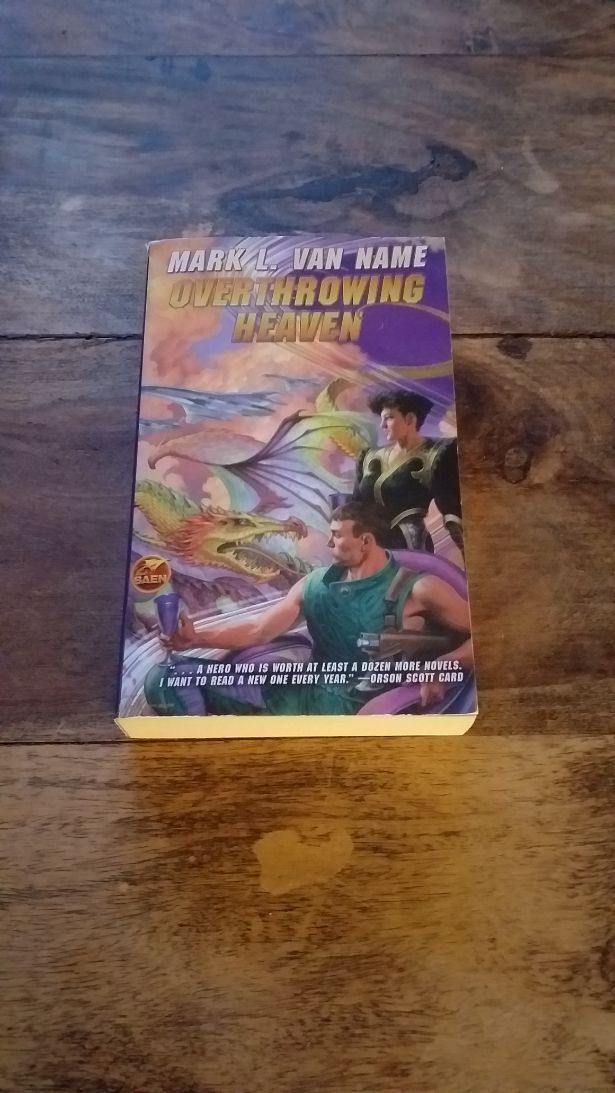 MARK L. VAN NAME
OVERTHROWING
HEAVEN
BAEN
"... A HERO WHO IS WORTH AT LEAST A DOZEN MORE NOVELS.
I WANT TO READ A NEW ONE EVERY YEAR." —ORSON SCOTT CARD